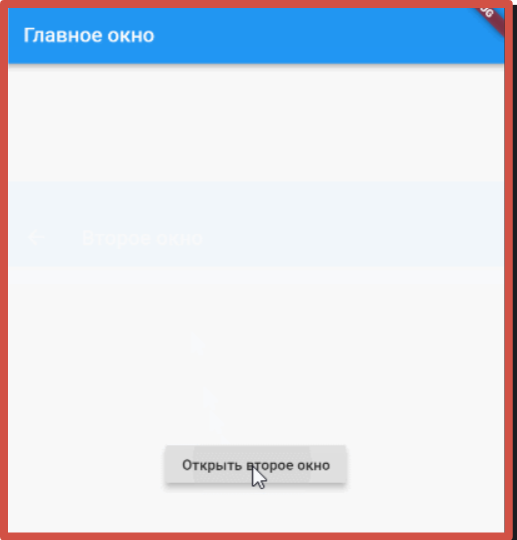 Главное окно
Второе окно
Открыть второе окно